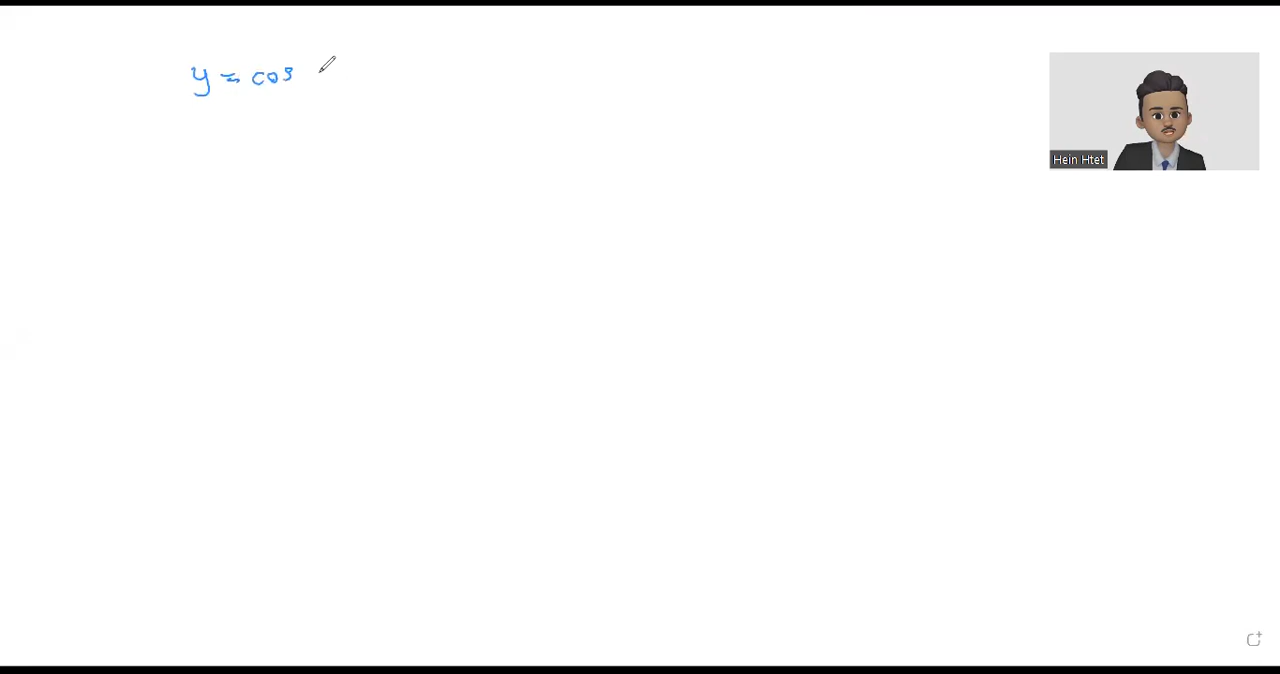 y = cos
Hein Htet